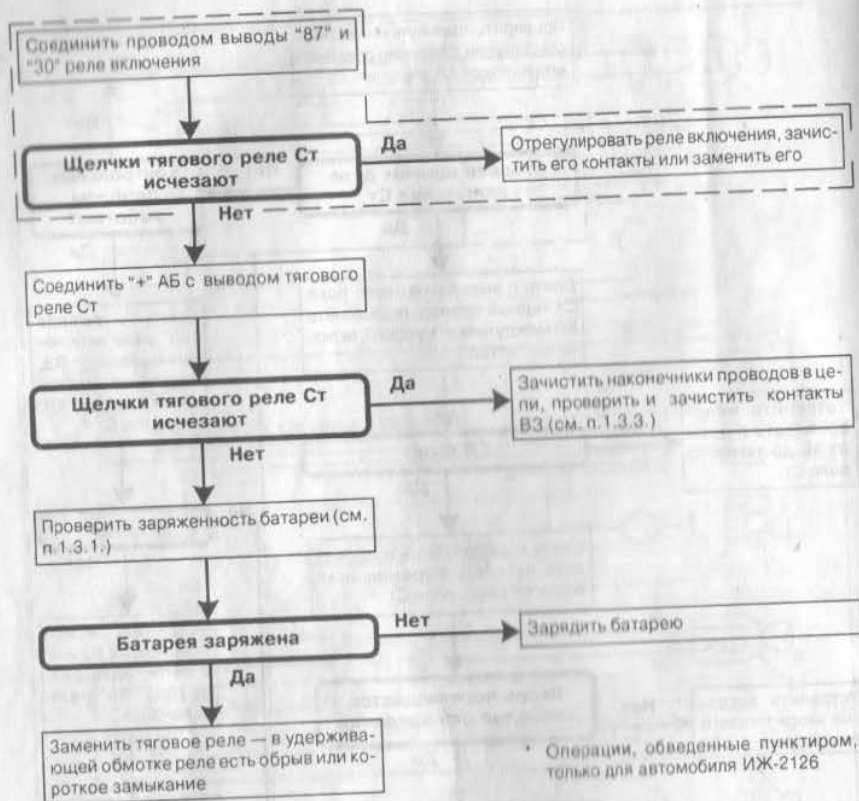 Соединить проводом выводы "87" и
"30" реле включения
Щелчки тягового реле Ст
исчезают
Да
Отрегулировать реле включения, зачис-
тить его контакты или заменить его
Нет
Соединить "+" АБ с выводом тягового
реле Ст
Щелчки тягового реле Ст
исчезают
Да
Зачистить наконечники проводов в це-
пи, проверить и зачистить контакты
ВЗ (см. п.1.3.3.)
Нет
Проверить заряженность батареи (см.
п.1.3.1.)
Батарея заряжена
Нет
Зарядить батарею
Да
Заменить тяговое реле — в удержива-
ющей обмотке реле есть обрыв или ко-
роткое замыкание
* Операции, обведенные пунктиром,
только для автомобиля ИЖ-2126